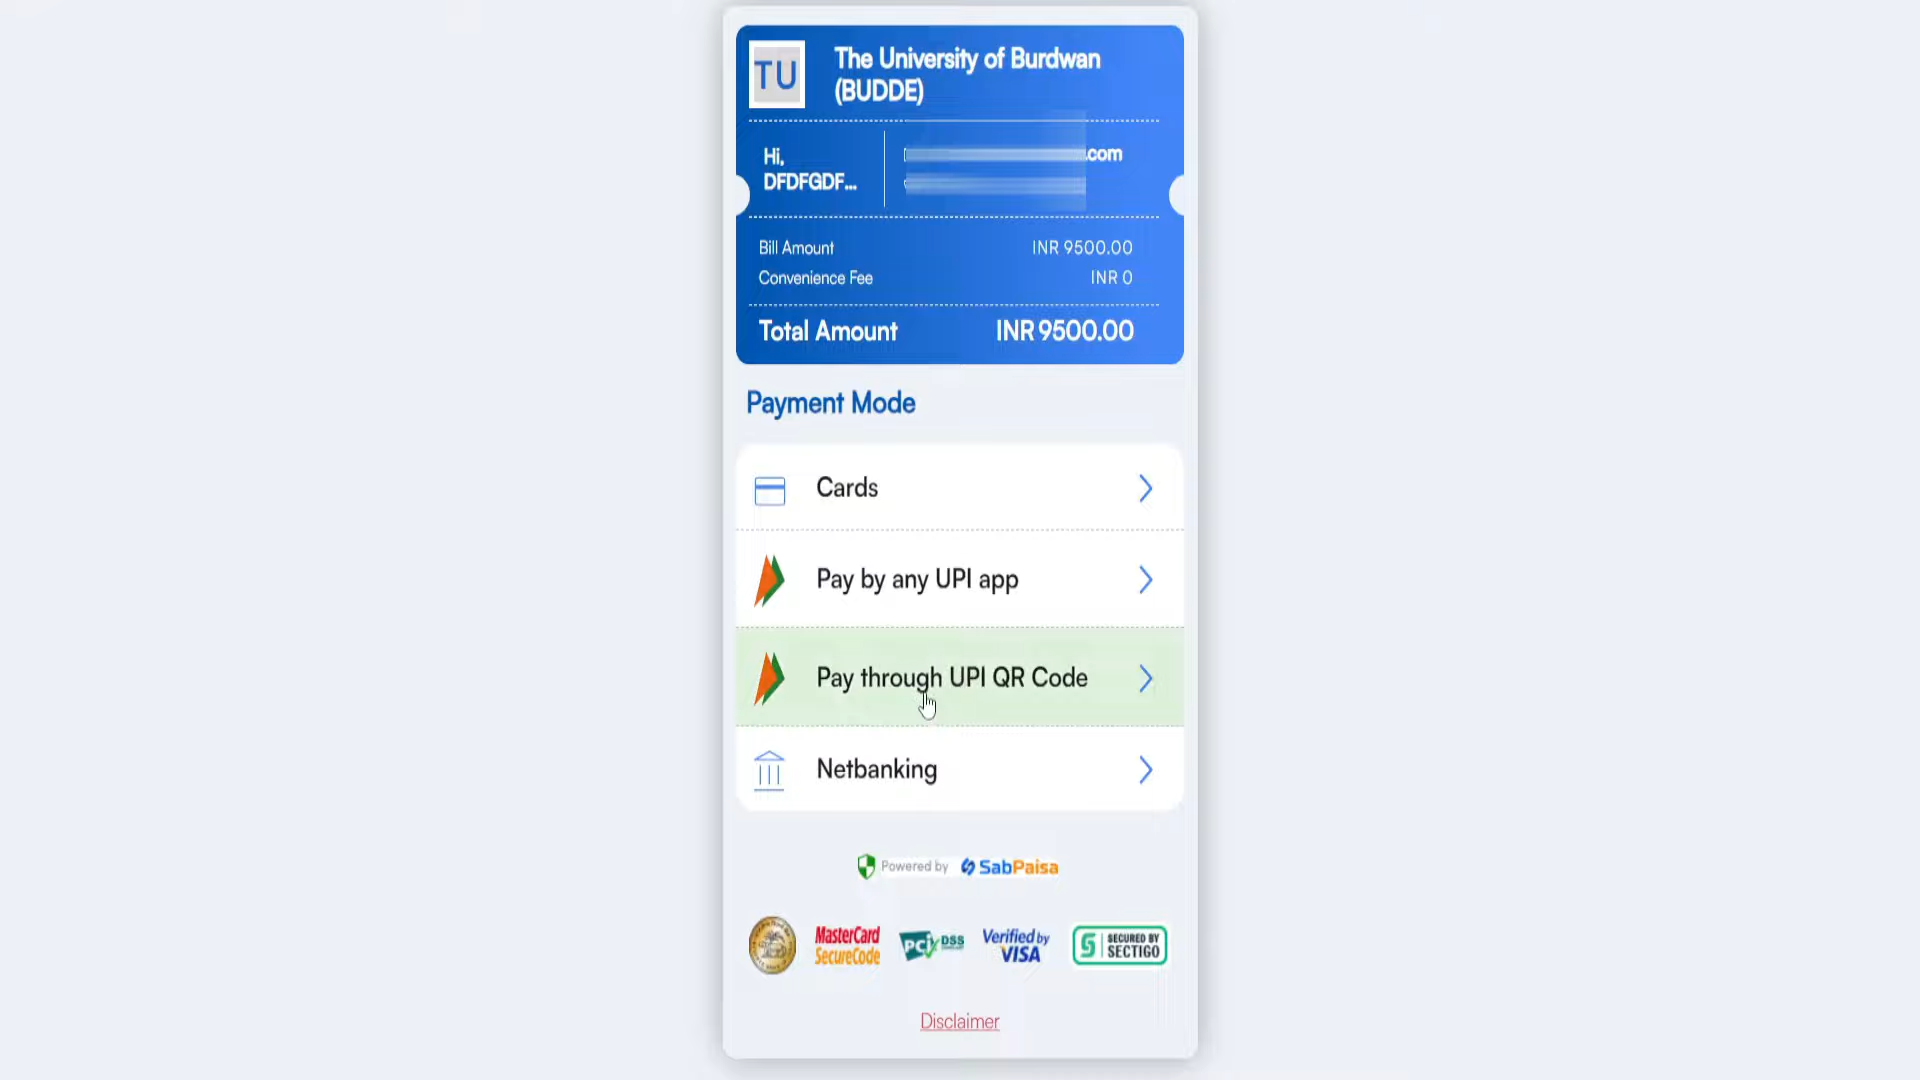 TU
The University of Burdwan
(BUDDE)
Hi,
DFDFGDF...
.com
Bill Amount INR 9500.00
Convenience Fee INR 0
Total Amount INR 9500.00
Payment Mode
Cards
Pay by any UPI app
Pay through UPI QR Code
Netbanking
Powered by SabPaisa
MasterCard SecureCode
PCI DSS
Verified by VISA
SECURED BY SECTIGO
Disclaimer